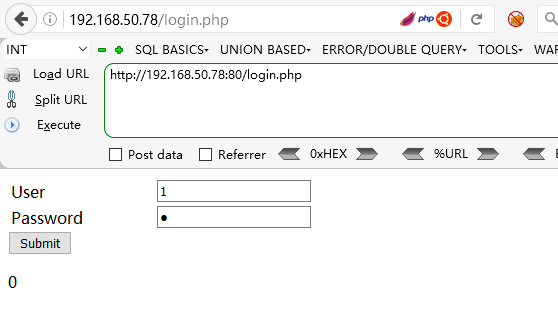 192.168.50.78/login.php php
INT SQL BASICS UNION BASED ERROR/DOUBLE QUERY TOOLS
Load URL http://192.168.50.78:80/login.php
Split URL
Execute
Post data Referrer 0xHEX %URL
User 1
Password ●
Submit
0